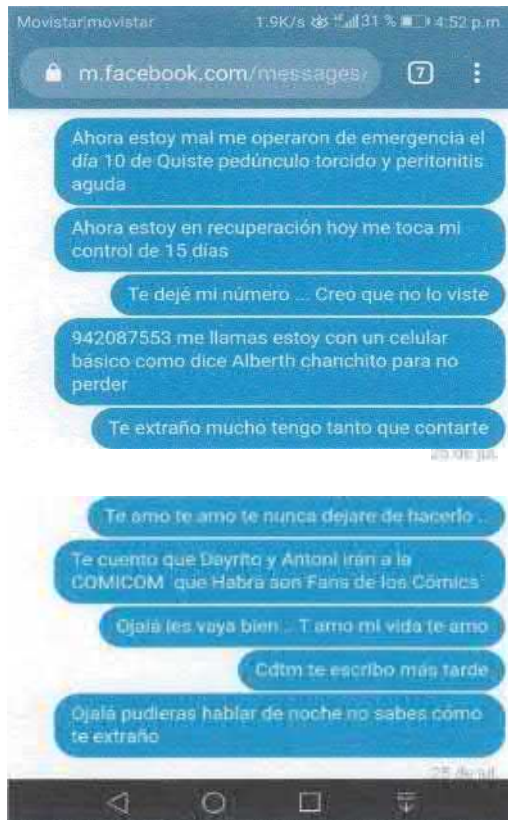 Movistar|movistar 1.9K/s 31 % 4:52 p.m.
m.facebook.com/messages/ 7
Ahora estoy mal me operaron de emergencia el
día 10 de Quiste pedúnculo torcido y peritonitis
aguda
Ahora estoy en recuperación hoy me toca mi
control de 15 días
Te dejé mi número ... Creo que no lo viste
942087553 me llamas estoy con un celular
básico como dice Alberth chanchito para no
perder
Te extraño mucho tengo tanto que contarte
25 de jul.
Te amo te amo te nunca dejare de hacerlo ..
Te cuento que Dayrito y Antoni irán a la
COMICOM que Habrá son Fans de los Cómics
Ojalá les vaya bien .. T amo mi vida te amo
Cdtm te escribo más tarde
Ojalá pudieras hablar de noche no sabes cómo
te extraño
25 de jul.